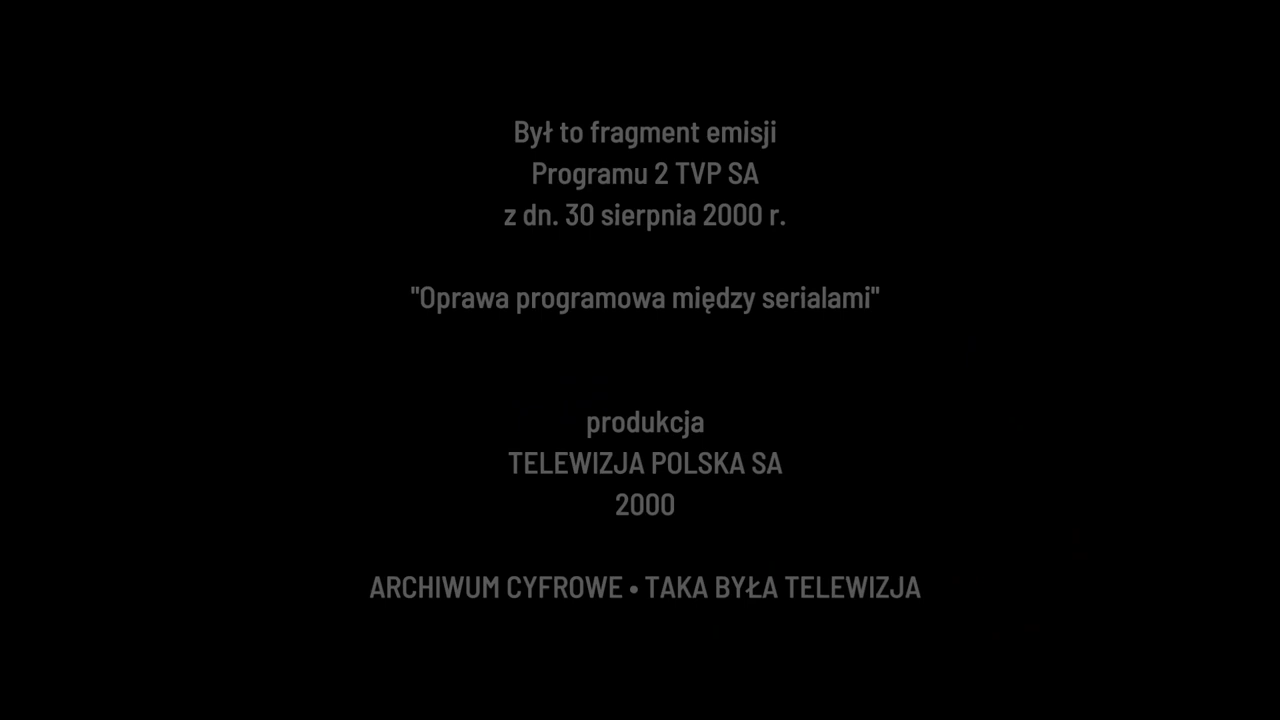 Był to fragment emisji
Programu 2 TVP SA
z dn. 30 sierpnia 2000 r.
"Oprawa programowa między serialami"
produkcja
TELEWIZJA POLSKA SA
2000
ARCHIWUM CYFROWE • TAKA BYŁA TELEWIZJA